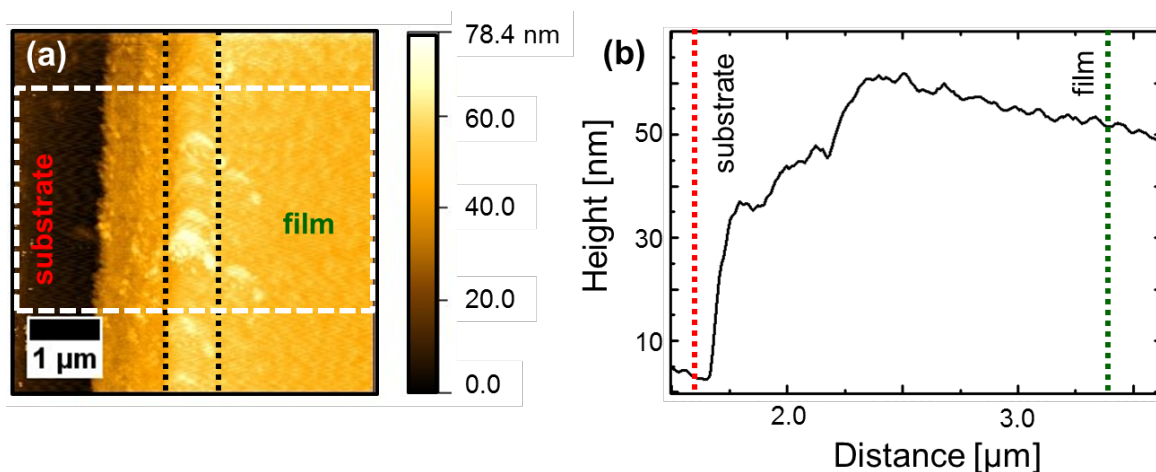 (a)
substrate
film
1 µm
78.4 nm
60.0
40.0
20.0
0.0
(b)
substrate
film
50
30
10
Height [nm]
2.0
3.0
Distance [µm]